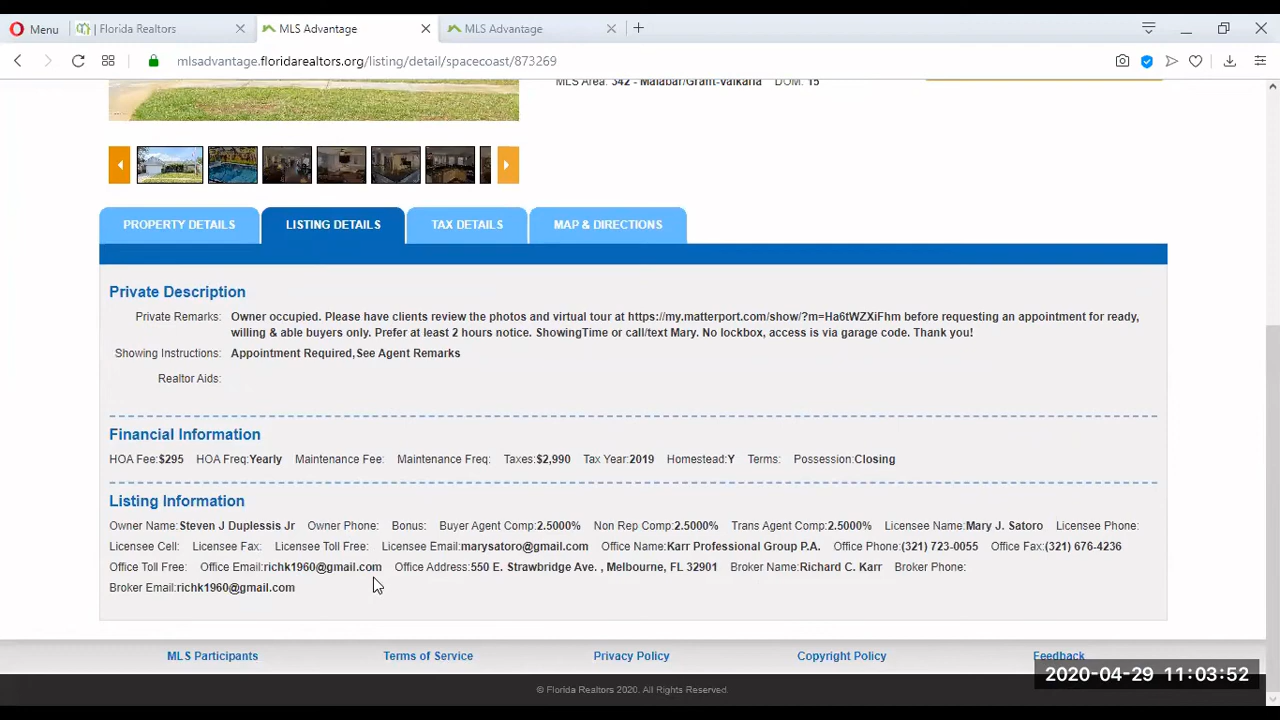 Menu | Florida Realtors MLS Advantage MLS Advantage
mlsadvantage.floridarealtors.org/listing/detail/spacecoast/873269
MLS Area: 342 - Malabar/Grant-Valkaria DOM: 15
PROPERTY DETAILS LISTING DETAILS TAX DETAILS MAP & DIRECTIONS
Private Description
Private Remarks: Owner occupied. Please have clients review the photos and virtual tour at https://my.matterport.com/show/?m=Ha6tWZXiFhm before requesting an appointment for ready,
willing & able buyers only. Prefer at least 2 hours notice. ShowingTime or call/text Mary. No lockbox, access is via garage code. Thank you!
Showing Instructions: Appointment Required,See Agent Remarks
Realtor Aids:
Financial Information
HOA Fee:$295 HOA Freq:Yearly Maintenance Fee: Maintenance Freq: Taxes:$2,990 Tax Year:2019 Homestead:Y Terms: Possession:Closing
Listing Information
Owner Name:Steven J Duplessis Jr Owner Phone: Bonus: Buyer Agent Comp:2.5000% Non Rep Comp:2.5000% Trans Agent Comp:2.5000% Licensee Name:Mary J. Satoro Licensee Phone:
Licensee Cell: Licensee Fax: Licensee Toll Free: Licensee Email:marysatoro@gmail.com Office Name:Karr Professional Group P.A. Office Phone:(321) 723-0055 Office Fax:(321) 676-4236
Office Toll Free: Office Email:richk1960@gmail.com Office Address:550 E. Strawbridge Ave. , Melbourne, FL 32901 Broker Name:Richard C. Karr Broker Phone:
Broker Email:richk1960@gmail.com
MLS Participants Terms of Service Privacy Policy Copyright Policy Feedback
2020-04-29 11:03:52
© Florida Realtors 2020. All Rights Reserved.